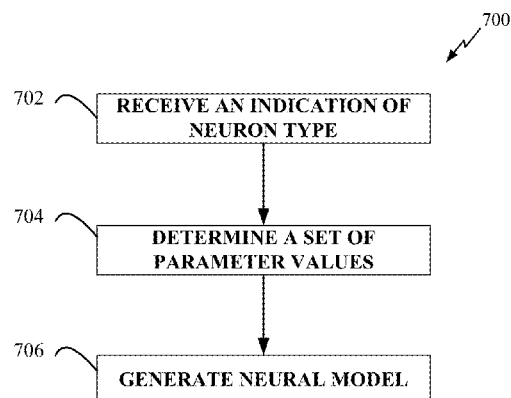 700
702
RECEIVE AN INDICATION OF
NEURON TYPE
704
DETERMINE A SET OF
PARAMETER VALUES
706
GENERATE NEURAL MODEL